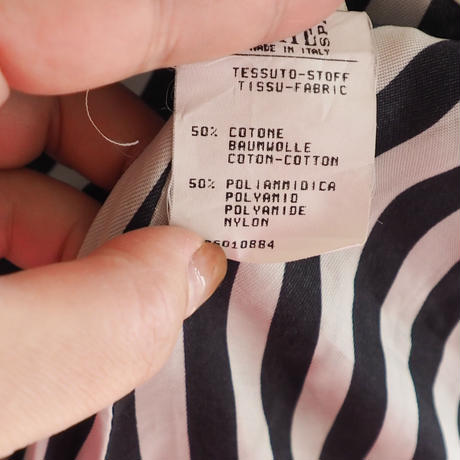 MADE IN ITALY
TESSUTO-STOFF
TISSU-FABRIC
50% COTONE
BAUMWOLLE
COTON-COTTON
50% POLIAMMIDICA
POLYAMID
POLYAMIDE
NYLON